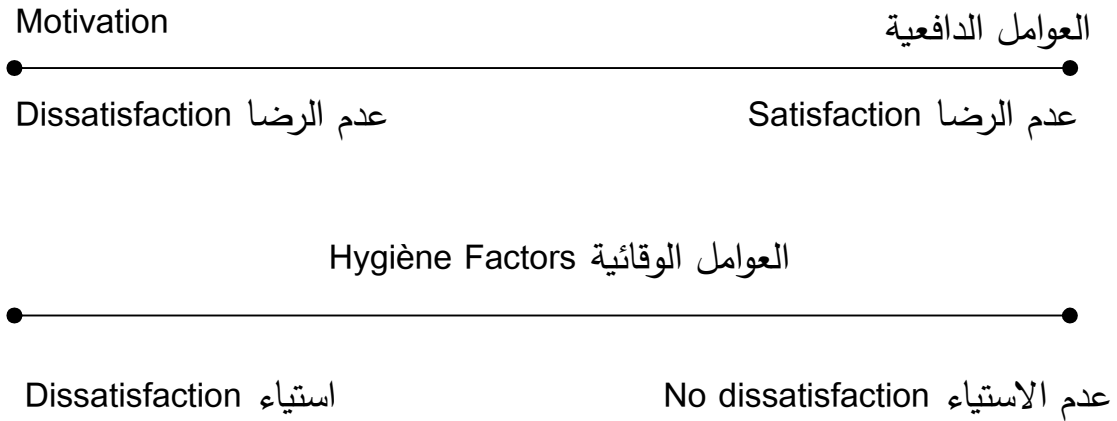 العوامل الدافعية Motivation
عدم الرضا Satisfaction عدم الرضا Dissatisfaction
العوامل الوقائية Hygiène Factors
عدم الاستياء No dissatisfaction استياء Dissatisfaction